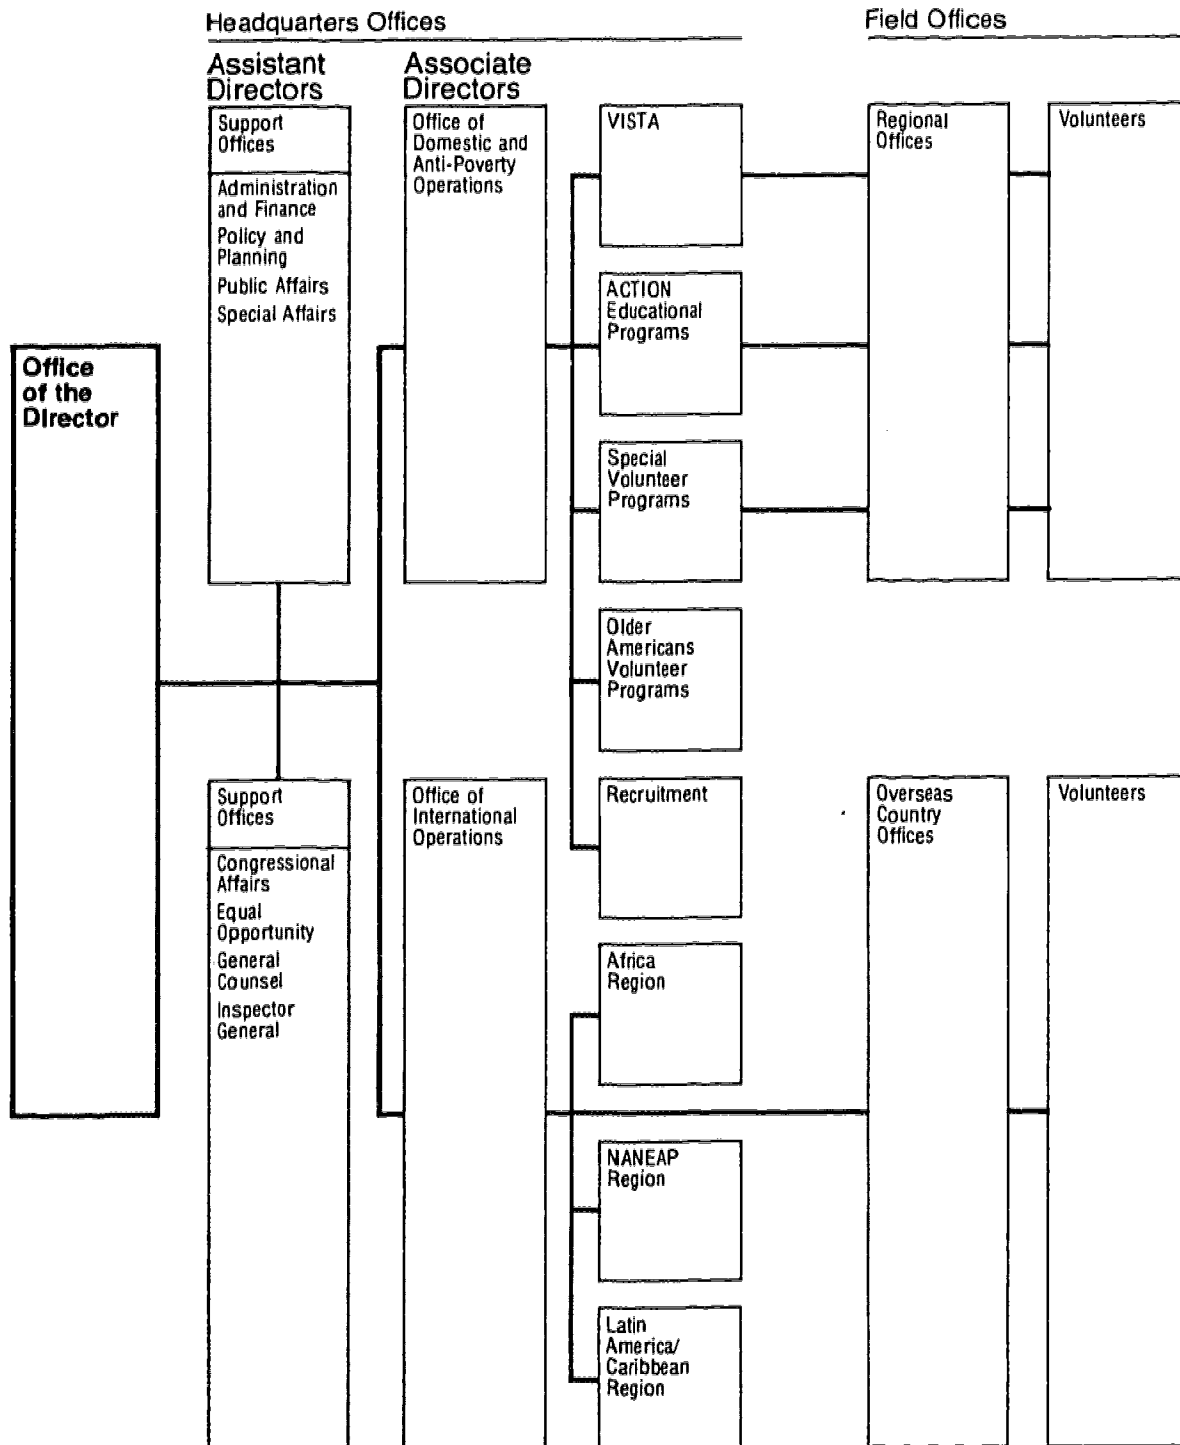 Headquarters Offices
Field Offices
Assistant
Directors
Associate
Directors
Support
Offices
Administration
and Finance
Policy and
Planning
Public Affairs
Special Affairs
Office of
Domestic and
Anti-Poverty
Operations
VISTA
Regional
Offices
Volunteers
ACTION
Educational
Programs
Office
of the
Director
Special
Volunteer
Programs
Older
Americans
Volunteer
Programs
Support
Offices
Congressional
Affairs
Equal
Opportunity
General
Counsel
Inspector
General
Office of
International
Operations
Recruitment
Overseas
Country
Offices
Volunteers
Africa
Region
NANEAP
Region
Latin
America/
Caribbean
Region